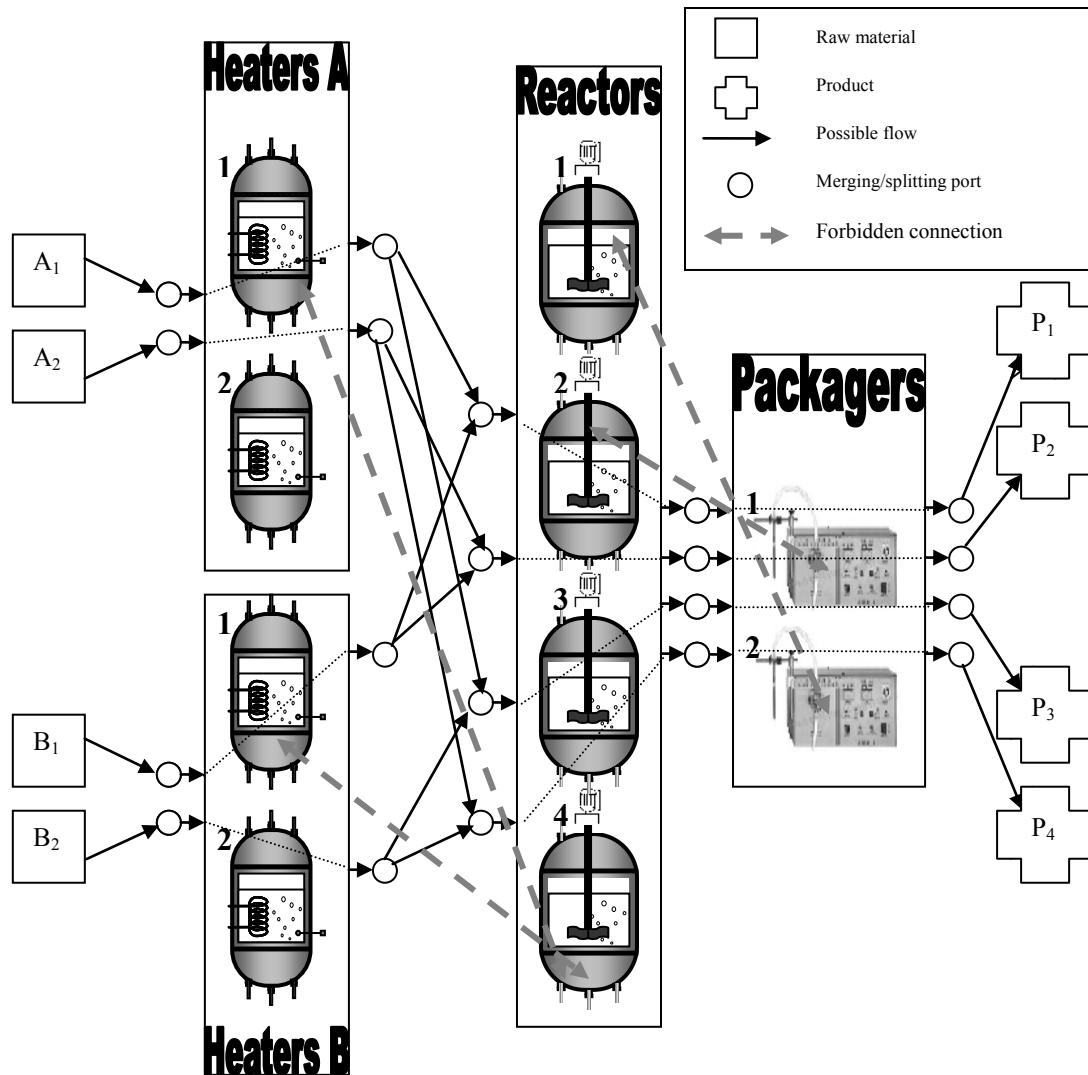 Heaters A
1
2
A1
A2
Heaters B
1
2
B1
B2
Reactors
1
2
3
4
Packagers
1
2
Raw material
Product
Possible flow
Merging/splitting port
Forbidden connection
P1
P2
P3
P4